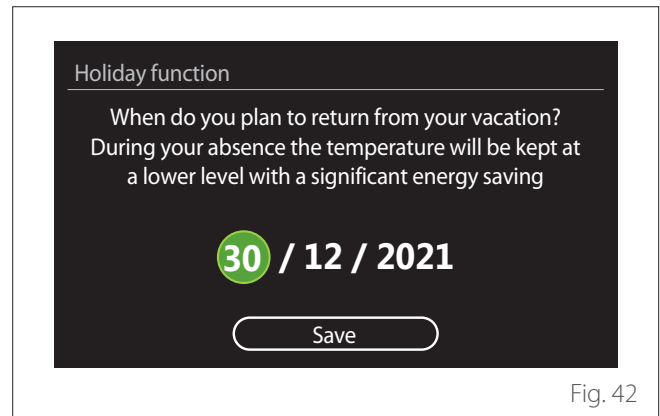 Holiday function
When do you plan to return from your vacation?
During your absence the temperature will be kept at
a lower level with a significant energy saving
30 / 12 / 2021
Save
Fig. 42